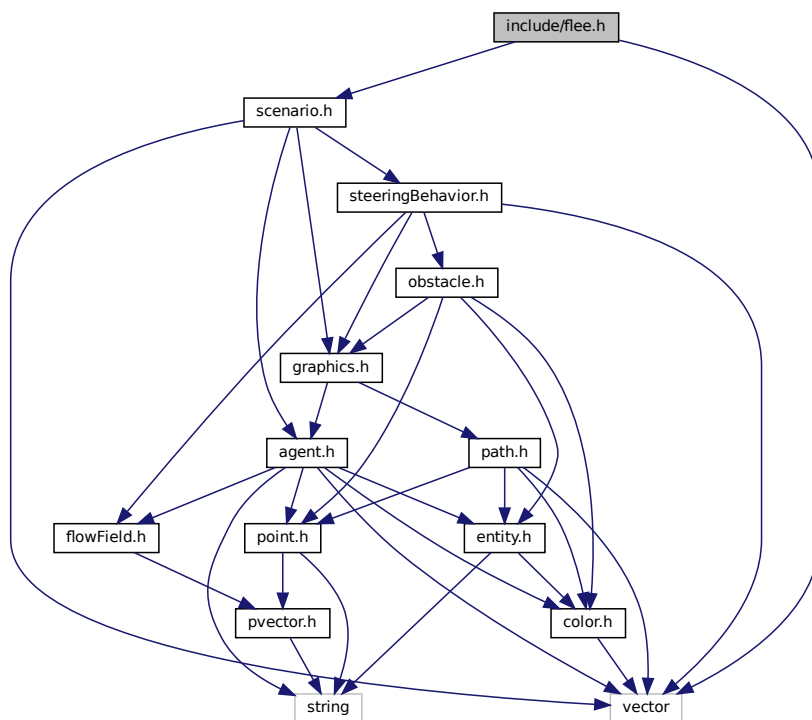 include/flee.h
scenario.h
steeringBehavior.h
obstacle.h
graphics.h
agent.h
path.h
flowField.h
point.h
entity.h
pvector.h
color.h
string
vector